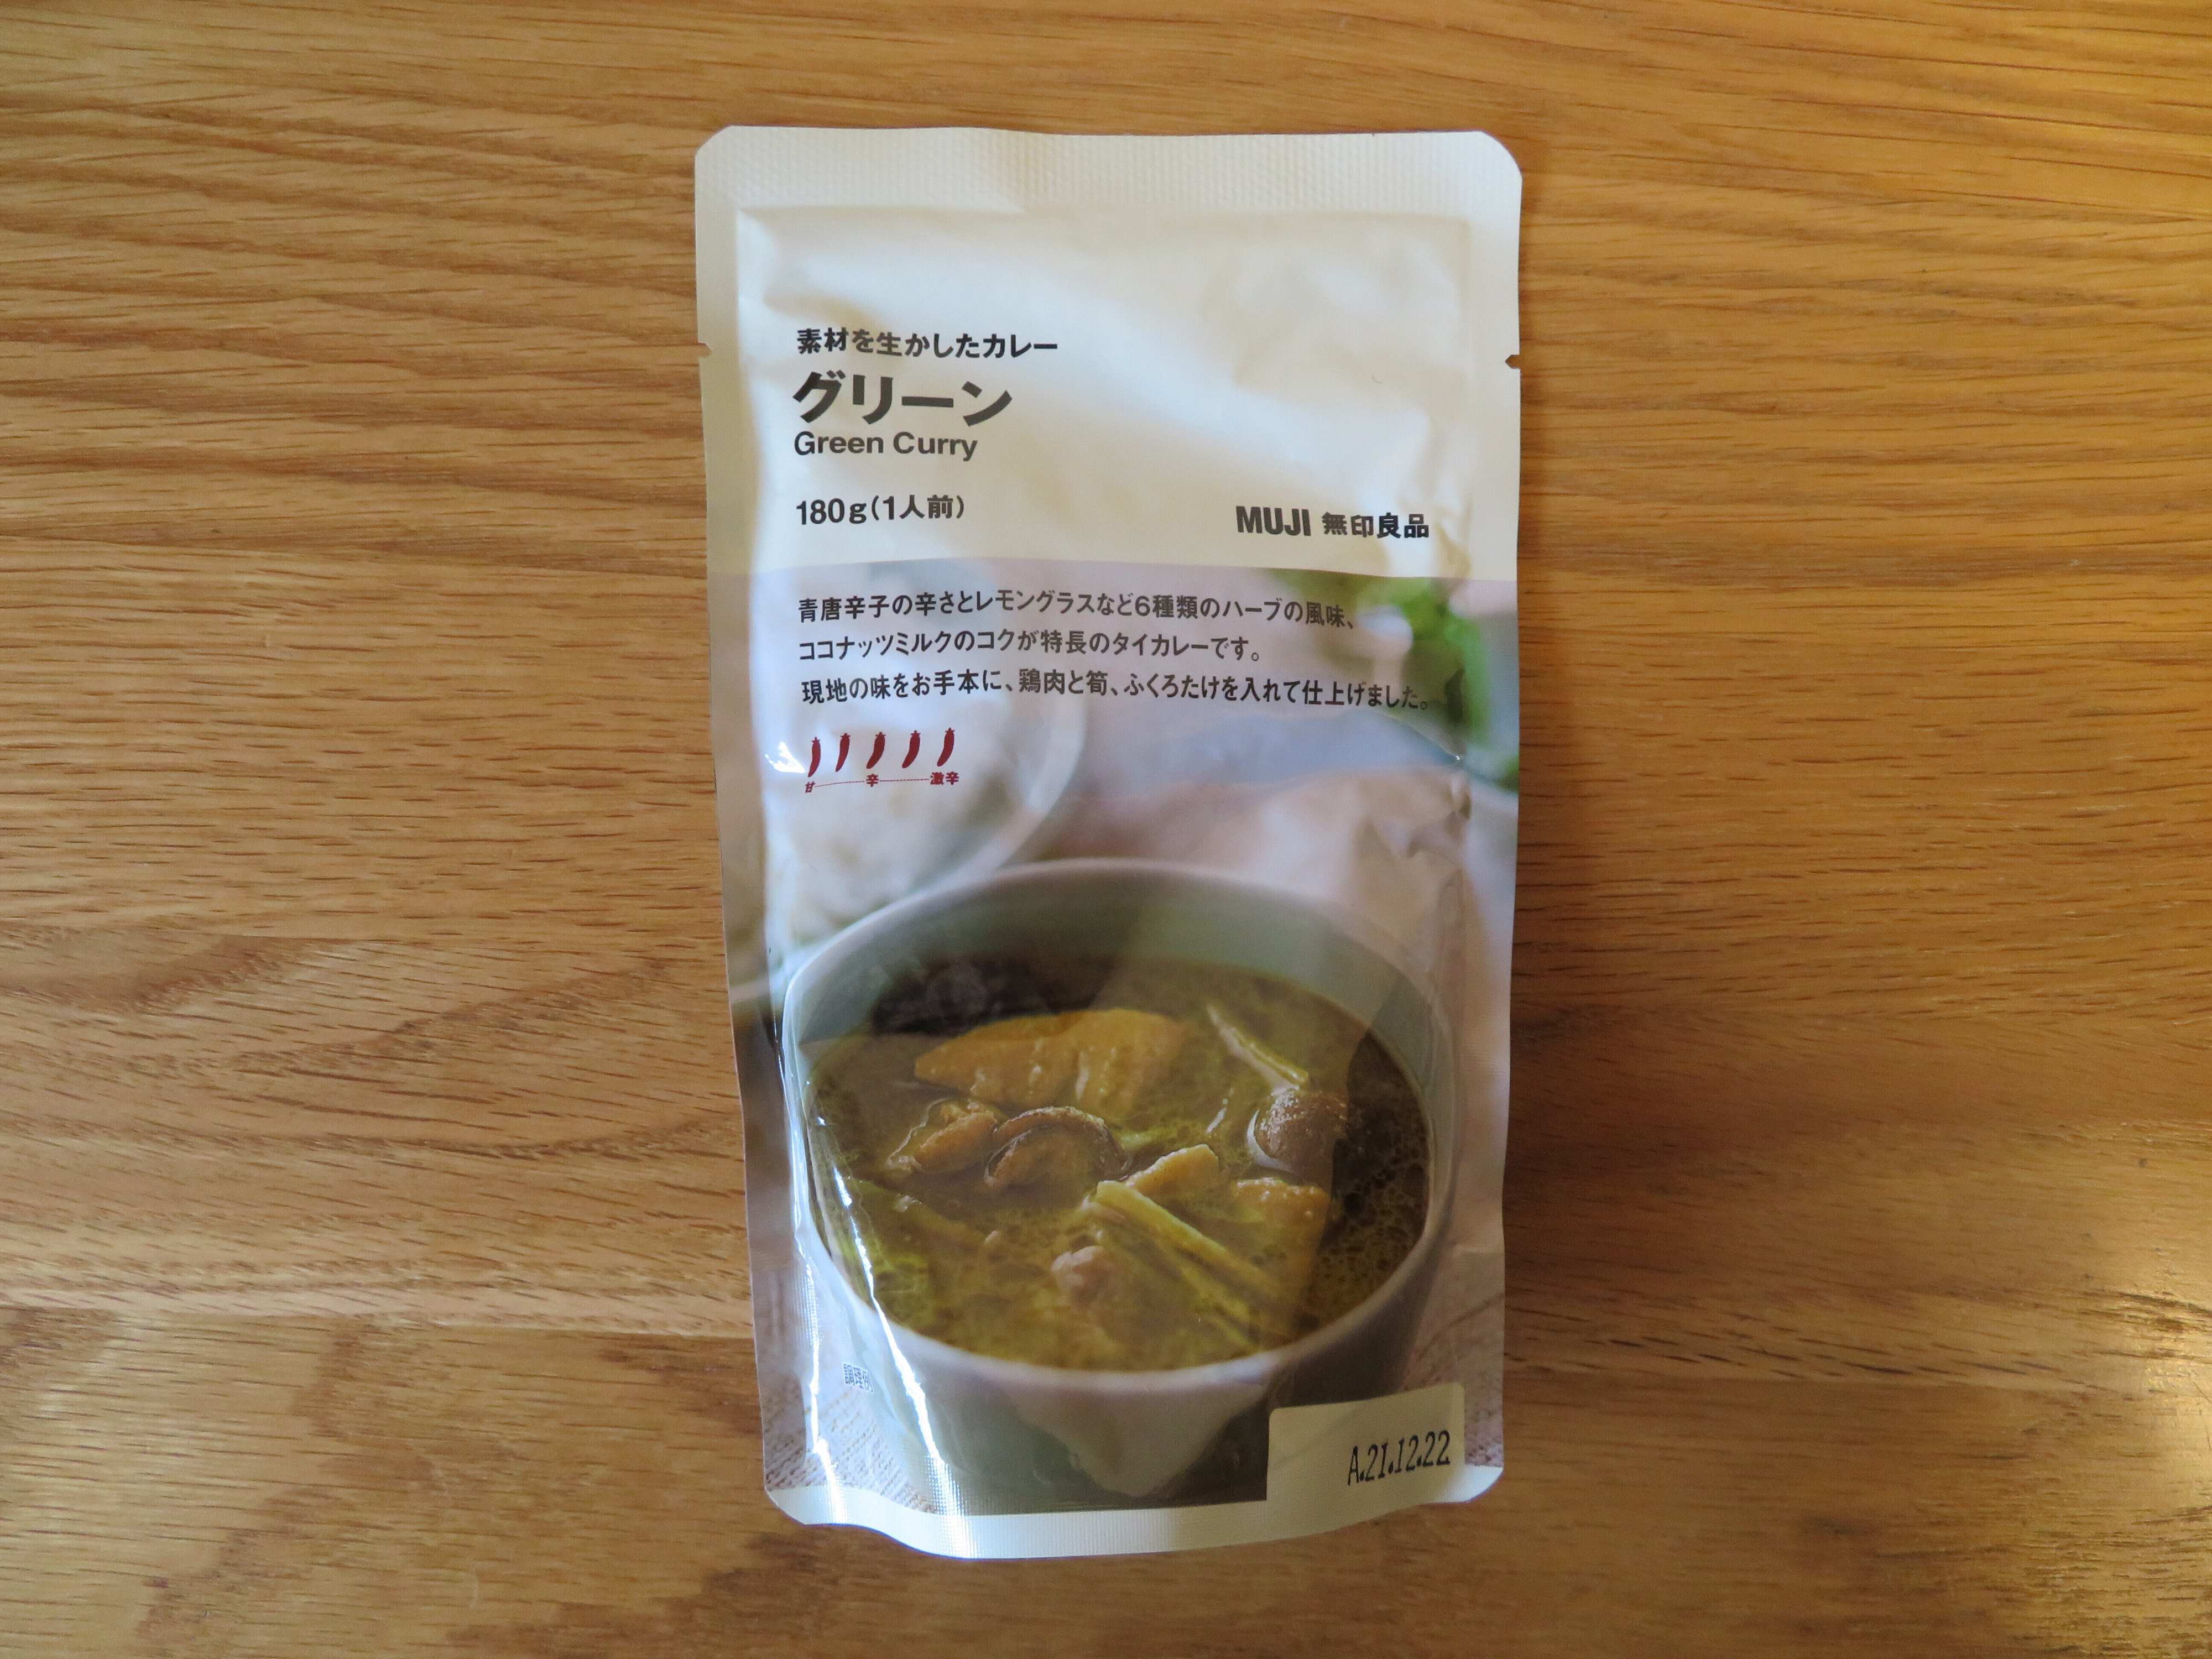 素材を生かしたカレー
グリーン
Green Curry
180g(1人前)
MUJI 無印良品
青唐辛子の辛さとレモングラスなど6種類のハーブの風味、
ココナッツミルクのコクが特長のタイカレーです。
現地の味をお手本に、鶏肉と筍、ふくろたけを入れて仕上げました。
甘 辛 激辛
調理例
A.21.12.22